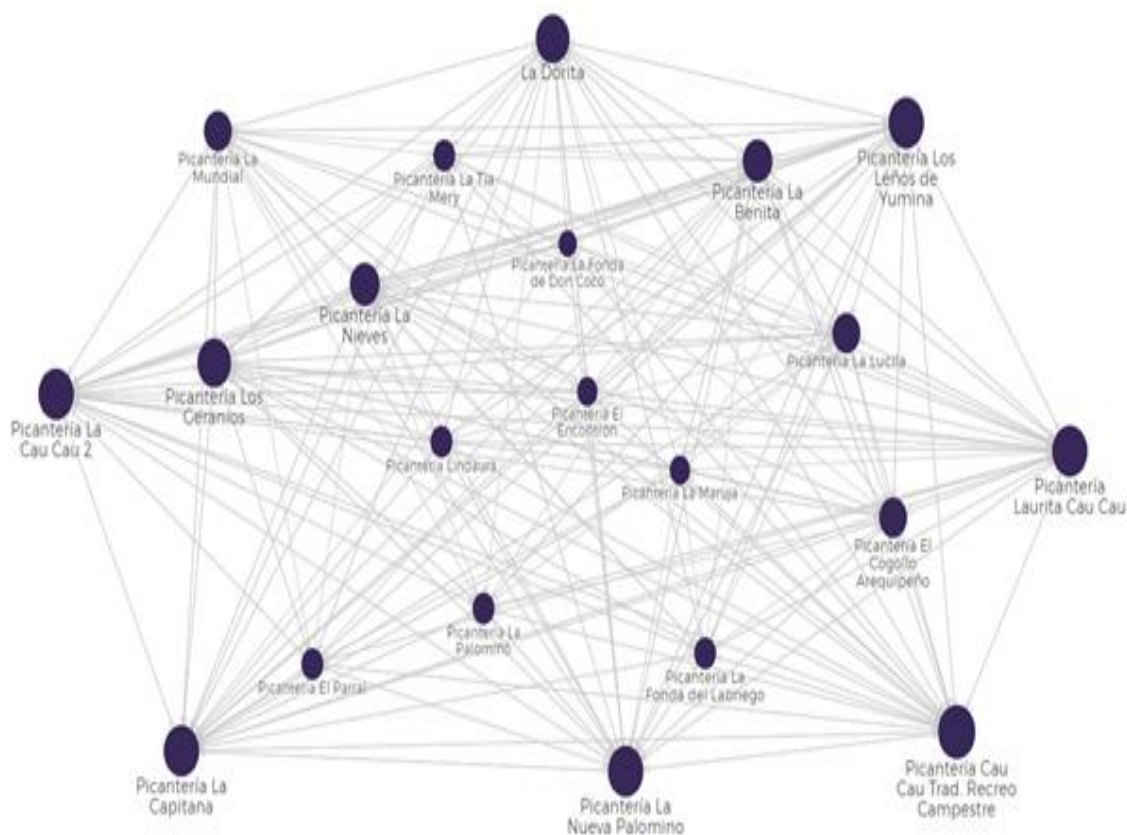 La Dorita
Picantería La
Mundial
Picantería La Tía
Mery
Picantería La
Benita
Picantería Los
Leños de
Yumina
Picantería La Fonda
de Don Coco
Picantería La
Nieves
Picantería La Lucila
Picantería Los
Geranios
Picantería La
Cau Cau 2
Picantería El
Picantería Lindaura
Picantería La Maruja
Picantería
Laurita Cau Cau
Picantería El
Cogollo
Arequipeño
Picantería La
Palomino
Picantería El Parral
Picantería La
Fonda del Labriego
Picantería La
Capitana
Picantería La
Nueva Palomino
Picantería Cau
Cau Trad. Recreo
Campestre